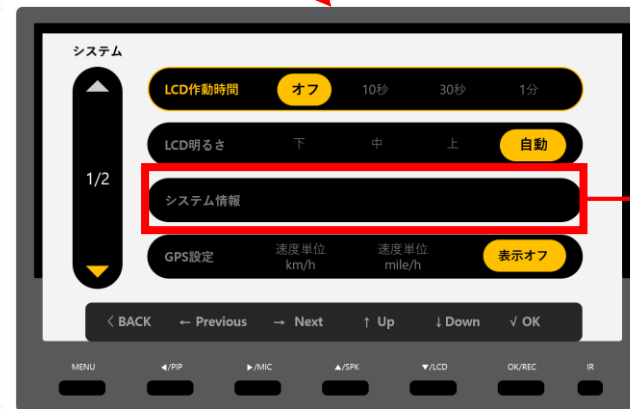 システム
LCD作動時間 オフ 10秒 30秒 1分
LCD明るさ 下 中 上 自動
1/2
システム情報
GPS設定 速度単位 km/h 速度単位 mile/h 表示オフ
〈 BACK ← Previous → Next ↑ Up ↓ Down √ OK
MENU ◀/PIP ▶/MIC ▲/SPK ▼/LCD OK/REC IR